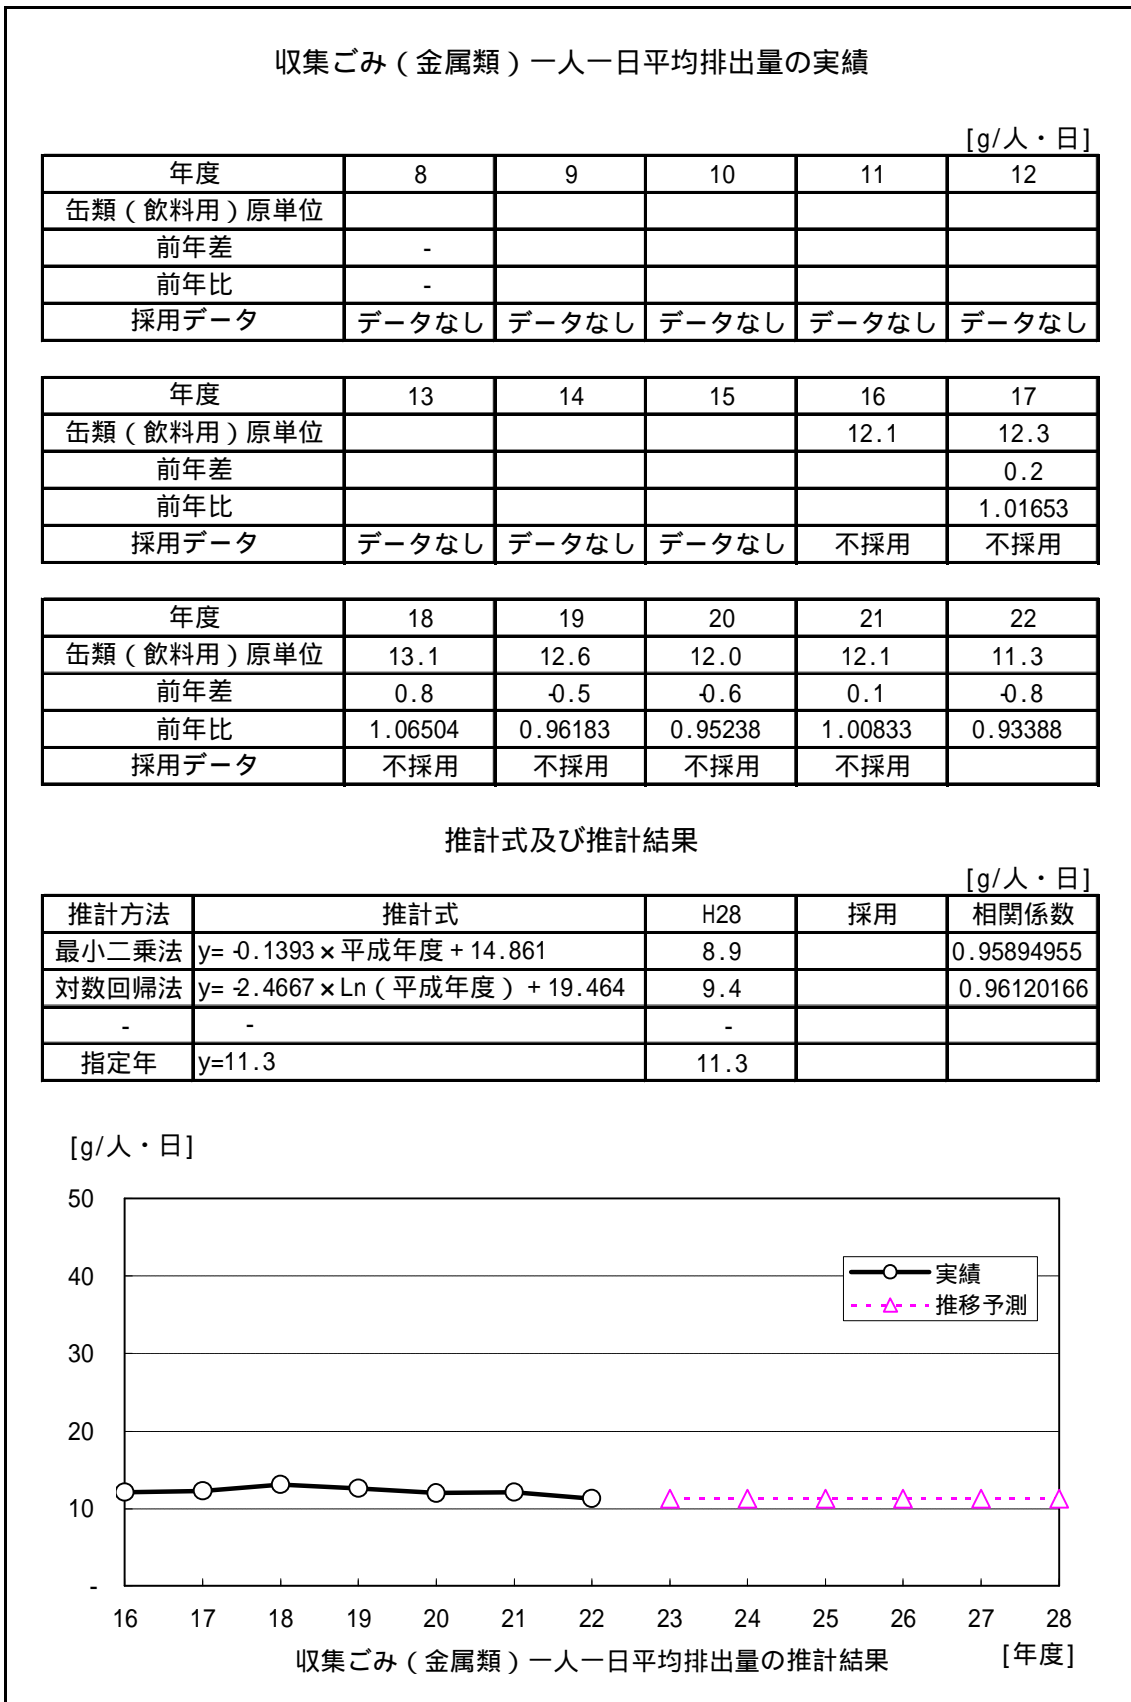 収集ごみ（金属類）一人一日平均排出量の実績
[g/人・日]
年度 8 9 10 11 12
缶類（飲料用）原単位
前年差 -
前年比 -
採用データ データなし データなし データなし データなし データなし
年度 13 14 15 16 17
缶類（飲料用）原単位 12.1 12.3
前年差 0.2
前年比 1.01653
採用データ データなし データなし データなし 不採用 不採用
年度 18 19 20 21 22
缶類（飲料用）原単位 13.1 12.6 12.0 12.1 11.3
前年差 0.8 -0.5 -0.6 0.1 -0.8
前年比 1.06504 0.96183 0.95238 1.00833 0.93388
採用データ 不採用 不採用 不採用 不採用
推計式及び推計結果
[g/人・日]
推計方法 推計式 H28 採用 相関係数
最小二乗法 y= -0.1393×平成年度+14.861 8.9 0.95894955
対数回帰法 y= -2.4667×Ln（平成年度）+19.464 9.4 0.96120166
- - -
指定年 y=11.3 11.3
[g/人・日]
50
40
30
20
10
-
実績
推移予測
16 17 18 19 20 21 22 23 24 25 26 27 28
収集ごみ（金属類）一人一日平均排出量の推計結果 [年度]